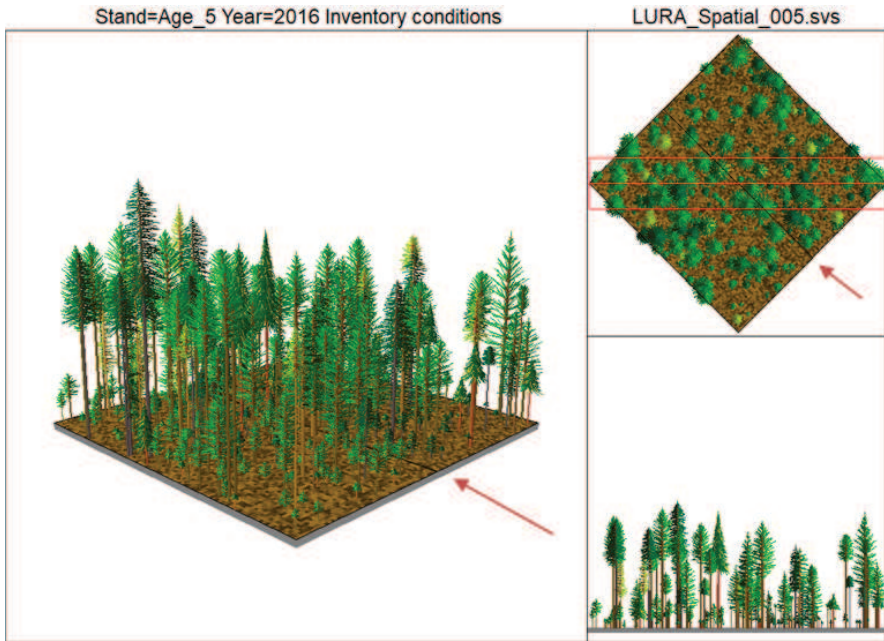 Stand=Age_5 Year=2016 Inventory conditions
LURA_Spatial_005.svs